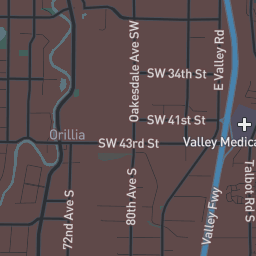 Oakesdale Ave SW
E Valley Rd
SW 34th St
SW 41st St
Orillia
SW 43rd St
Valley Medica
72nd Ave S
80th Ave S
Valley Fwy
Talbot Rd S